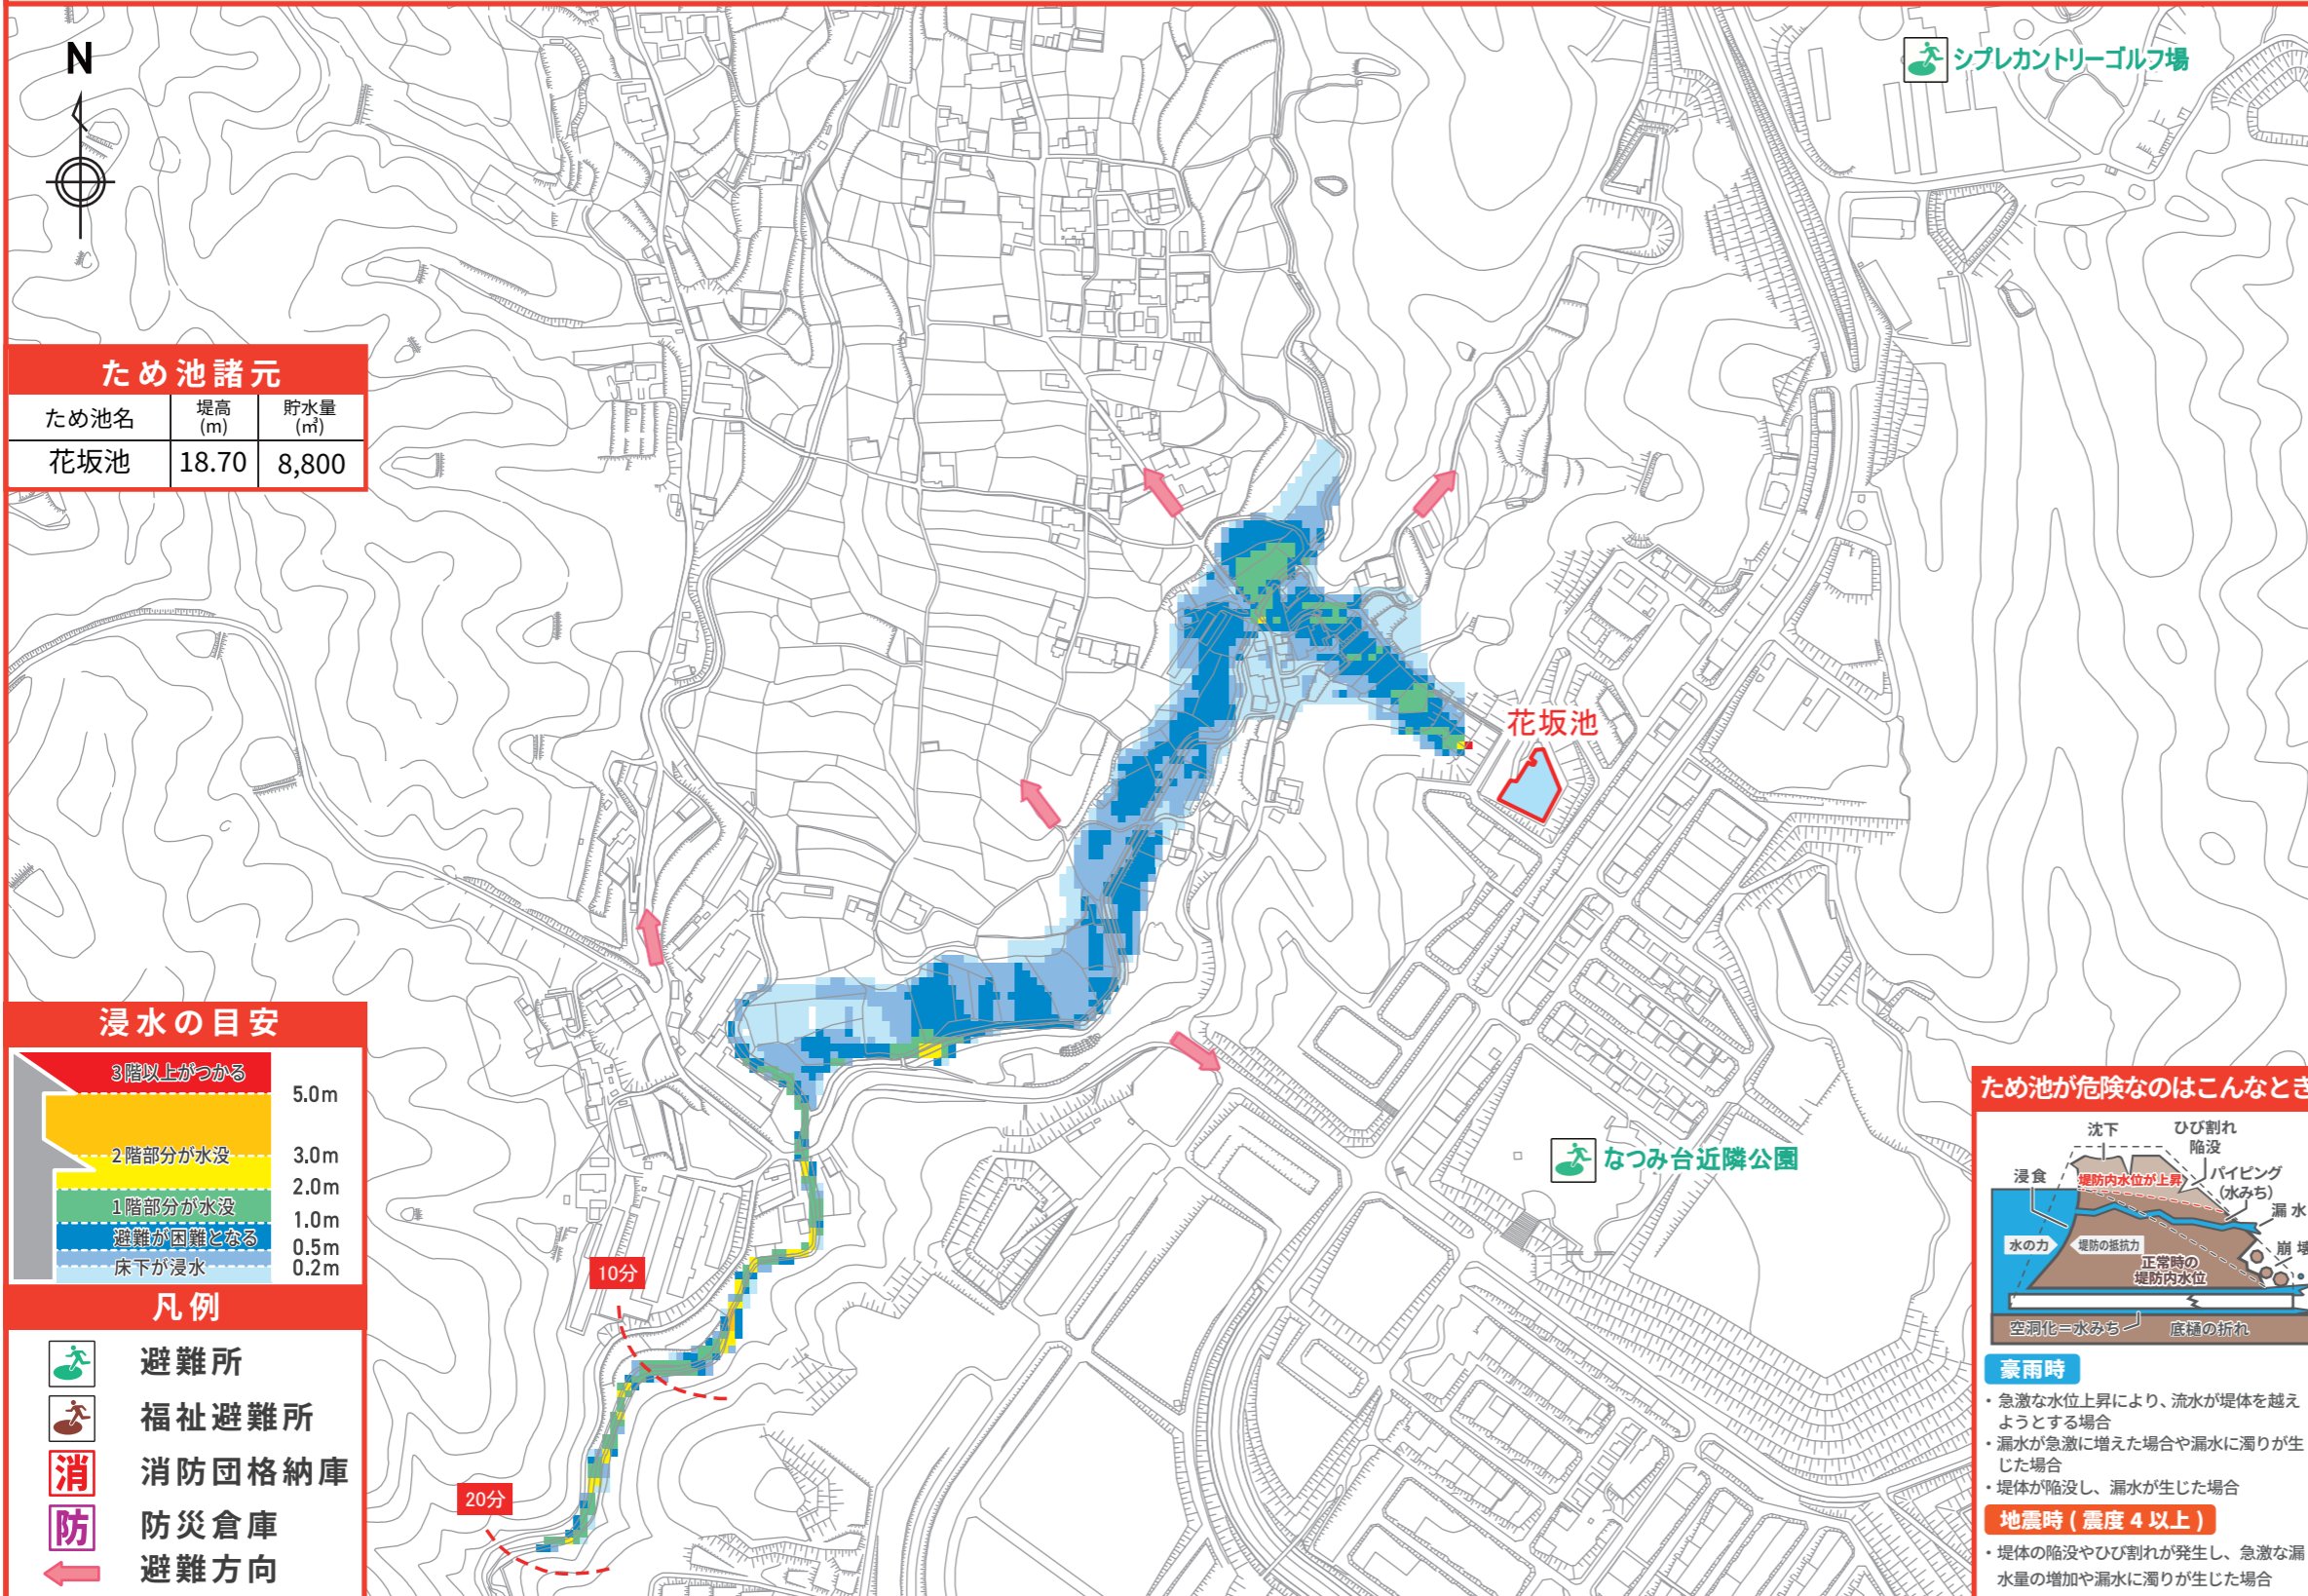 N
シプレカントリーゴルフ場
ため池諸元
ため池名 堤高(m) 貯水量(㎥)
花坂池 18.70 8,800
花坂池
浸水の目安
3階以上がつかる
5.0m
2階部分が水没
3.0m
2.0m
1階部分が水没
1.0m
避難が困難となる
0.5m
床下が浸水
0.2m
凡例
避難所
福祉避難所
消 消防団格納庫
防 防災倉庫
避難方向
10分
20分
なつみ台近隣公園
ため池が危険なのはこんなとき
沈下
ひび割れ
陥没
浸食
堤防内水位が上昇
パイピング
(水みち)
漏水
水の力
堤防の抵抗力
崩壊
正常時の
堤防内水位
空洞化=水みち
底樋の折れ
豪雨時
・急激な水位上昇により、流水が堤体を越え
ようとする場合
・漏水が急激に増えた場合や漏水に濁りが生
じた場合
・堤体が陥没し、漏水が生じた場合
地震時(震度4以上)
・堤体の陥没やひび割れが発生し、急激な漏
水量の増加や漏水に濁りが生じた場合